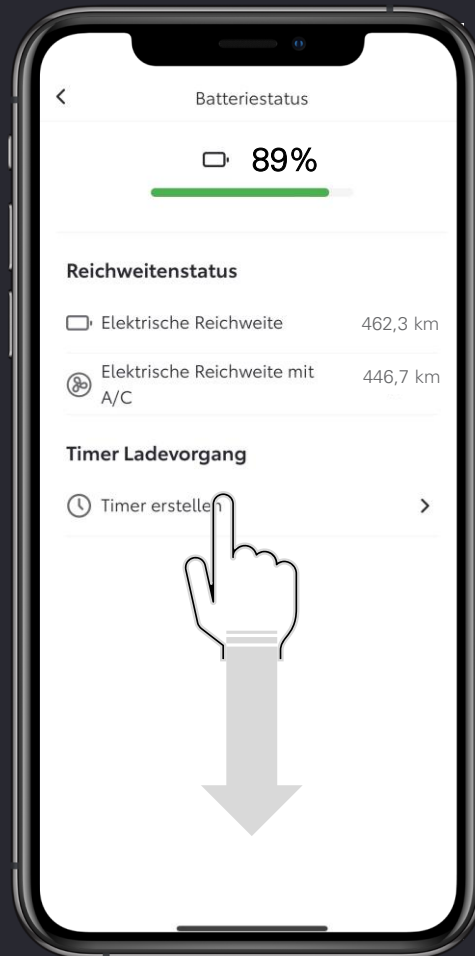 Batteriestatus
89%
Reichweitenstatus
Elektrische Reichweite 462,3 km
Elektrische Reichweite mit 446,7 km
A/C
Timer Ladevorgang
Timer erstellen